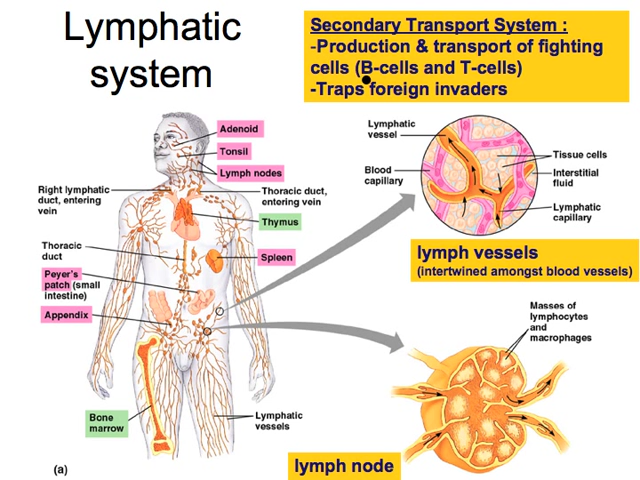 Lymphatic
system
Secondary Transport System :
-Production & transport of fighting
cells (B-cells and T-cells)
-Traps foreign invaders
Adenoid
Tonsil
Lymph nodes
Right lymphatic
duct, entering
vein
Thoracic duct,
entering vein
Thymus
Thoracic
duct
Spleen
Peyer's
patch (small
intestine)
Appendix
Bone
marrow
Lymphatic
vessels
(a)
Lymphatic
vessel
Blood
capillary
Tissue cells
Interstitial
fluid
Lymphatic
capillary
lymph vessels
(intertwined amongst blood vessels)
Masses of
lymphocytes
and
macrophages
lymph node